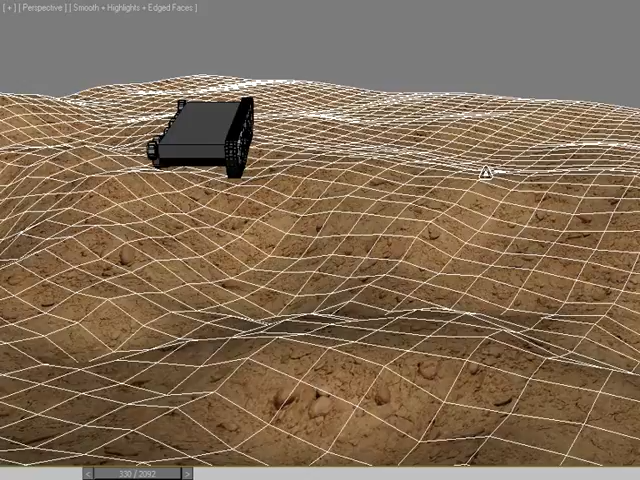 [ + ] [ Perspective ] [ Smooth + Highlights + Edged Faces ]
< 330 / 2092 >